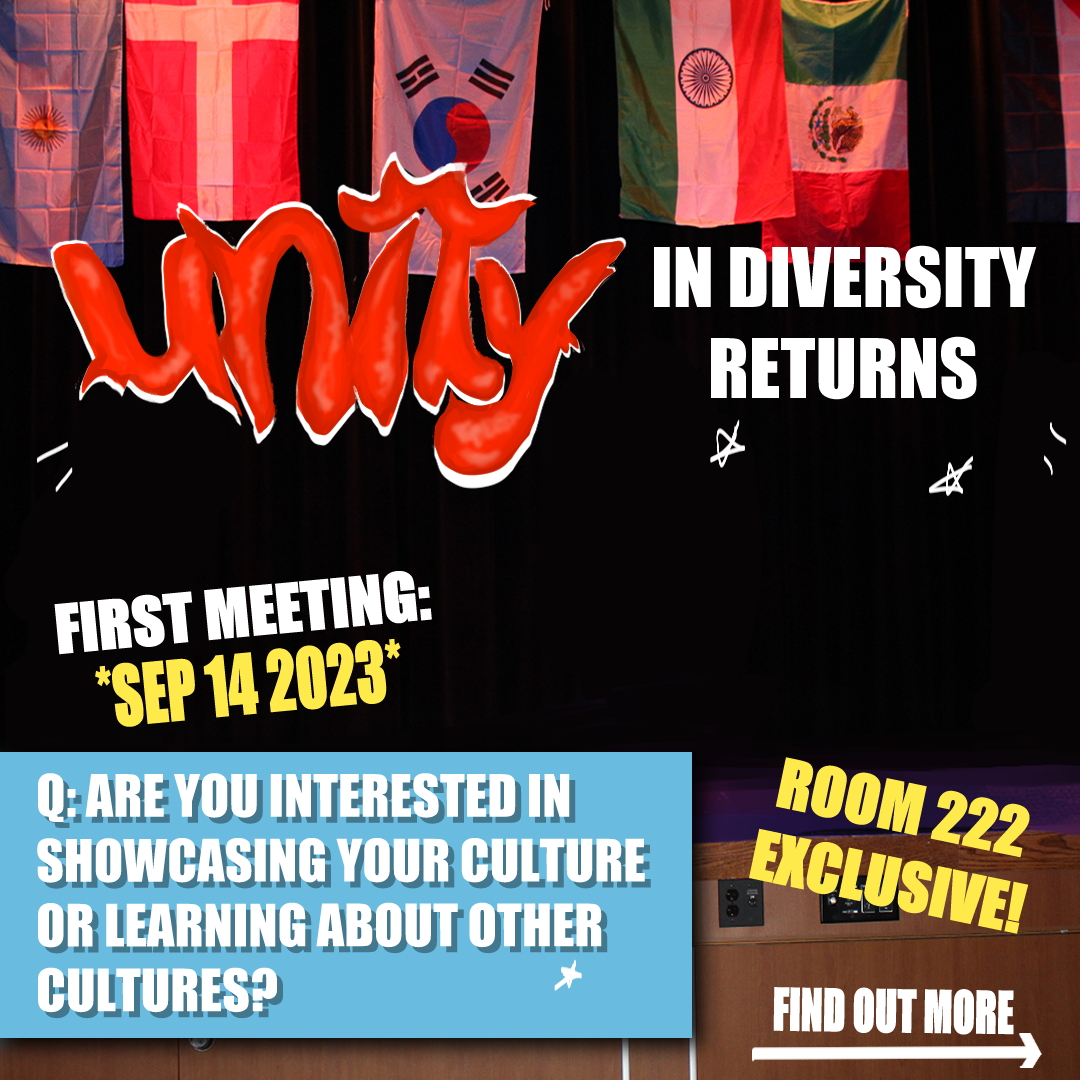 unity
IN DIVERSITY
RETURNS
FIRST MEETING:
*SEP 14 2023*
Q: ARE YOU INTERESTED IN
SHOWCASING YOUR CULTURE
OR LEARNING ABOUT OTHER
CULTURES?
ROOM 222
EXCLUSIVE!
FIND OUT MORE